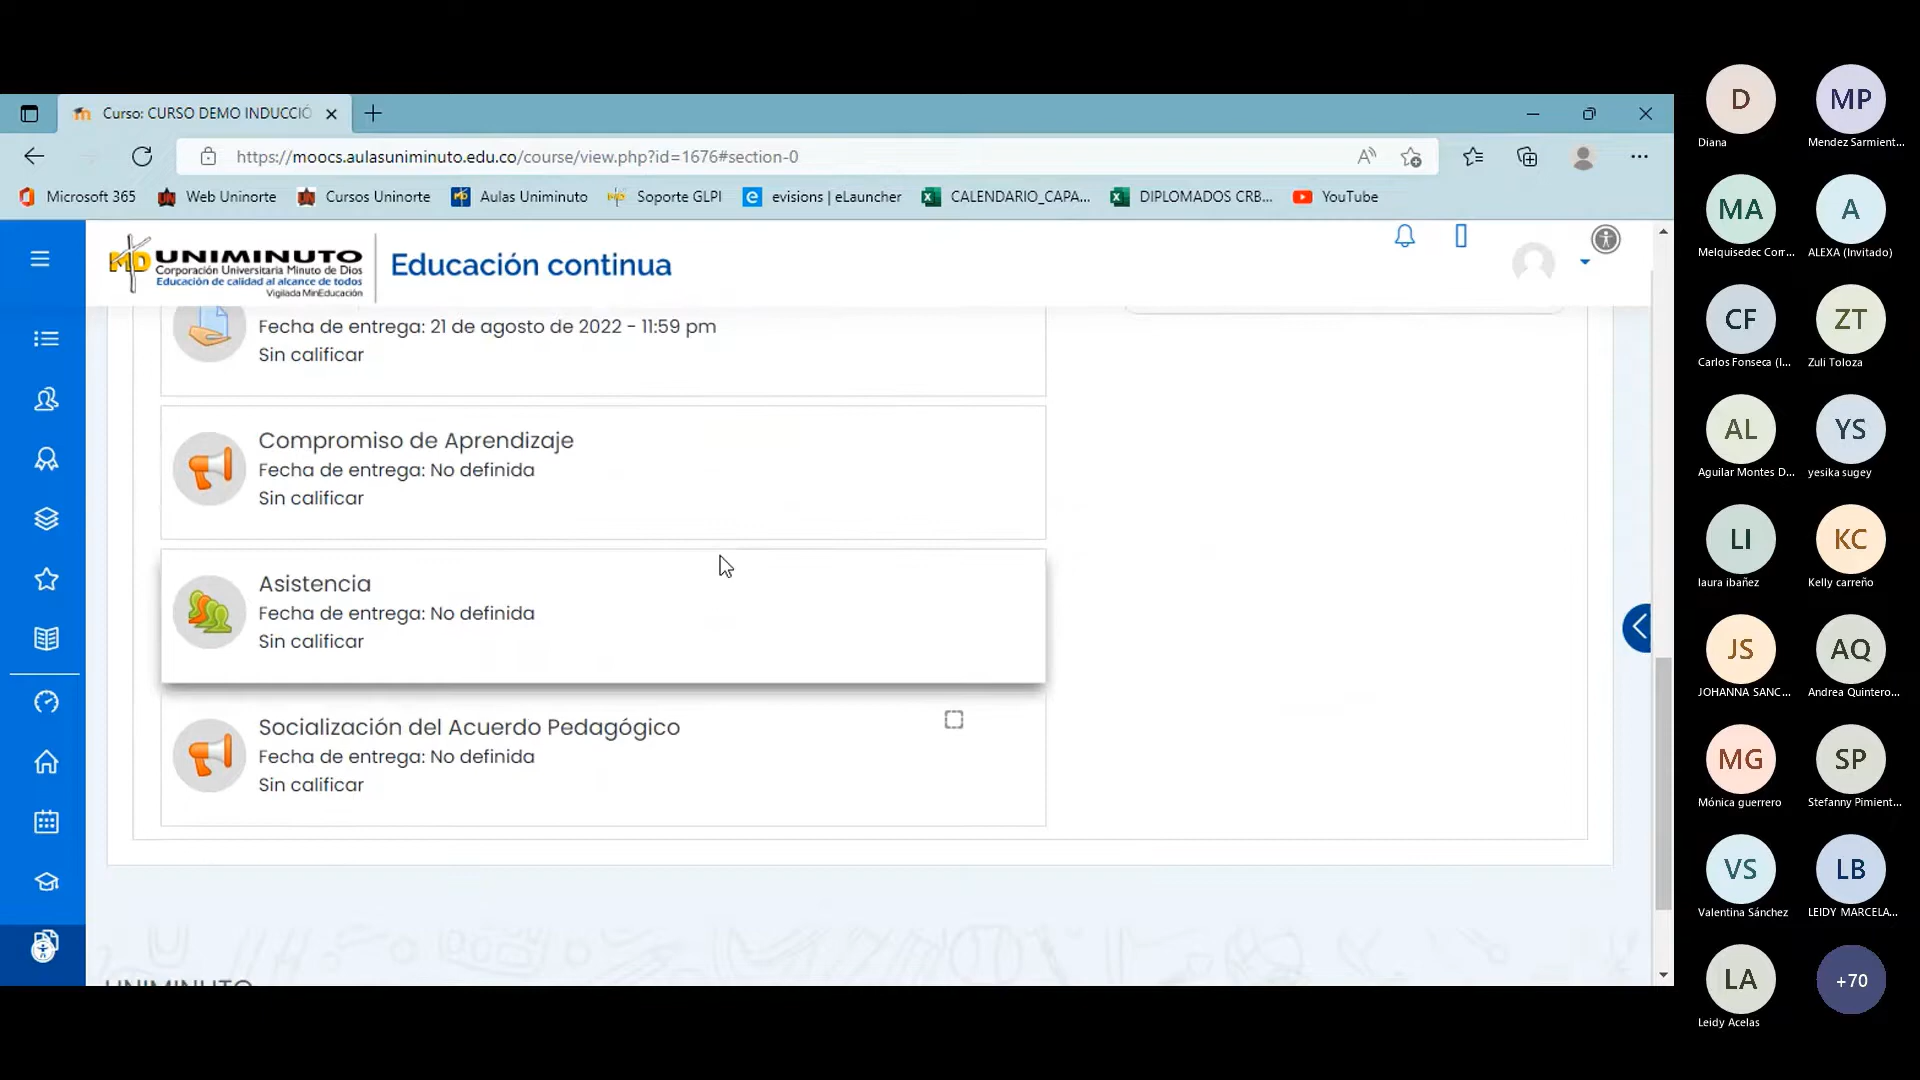 Curso: CURSO DEMO INDUCCIÓ
https://moocs.aulasuniminuto.edu.co/course/view.php?id=1676#section-0
Microsoft 365
Web Uninorte
Cursos Uninorte
Aulas Uniminuto
Soporte GLPI
evisions | eLauncher
CALENDARIO_CAPA...
DIPLOMADOS CRB...
YouTube
UNIMINUTO
Corporación Universitaria Minuto de Dios
Educación de calidad al alcance de todos
Vigilada MinEducación
Educación continua
Fecha de entrega: 21 de agosto de 2022 - 11:59 pm
Sin calificar
Compromiso de Aprendizaje
Fecha de entrega: No definida
Sin calificar
Asistencia
Fecha de entrega: No definida
Sin calificar
Socialización del Acuerdo Pedagógico
Fecha de entrega: No definida
Sin calificar
UNIMINUTO
D
Diana
MP
Mendez Sarmient...
MA
Melquisedec Corr...
A
ALEXA (Invitado)
CF
Carlos Fonseca (I...
ZT
Zuli Toloza
AL
Aguilar Montes D...
YS
yesika sugey
LI
laura ibañez
KC
Kelly carreño
JS
JOHANNA SANC...
AQ
Andrea Quintero...
MG
Mónica guerrero
SP
Stefanny Pimient...
VS
Valentina Sánchez
LB
LEIDY MARCELA...
LA
Leidy Acelas
+70